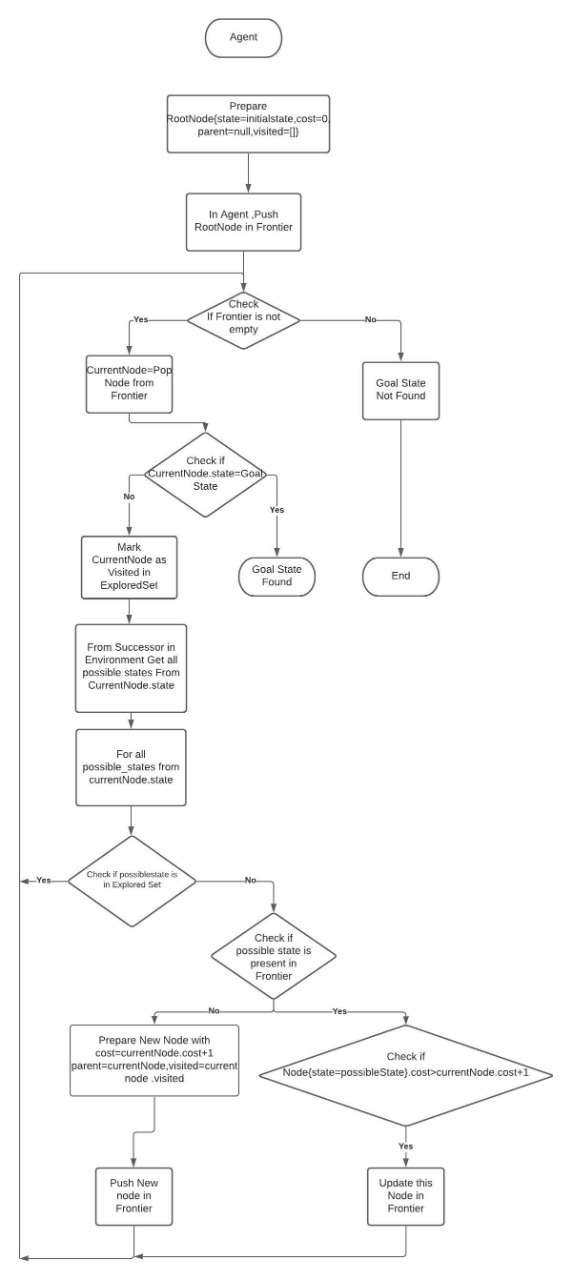 Agent
Prepare
RootNode{state=initialstate,cost=0,
parent=null,visited=[]}
In Agent ,Push
RootNode in Frontier
Check
If Frontier is not
empty
Yes
No
CurrentNode=Pop
Node from
Frontier
Goal State
Not Found
Check if
CurrentNode.state=Goal
State
No
Yes
Mark
CurrentNode as
Visited in
ExploredSet
Goal State
Found
End
From Successor in
Environment Get all
possible states From
CurrentNode.state
For all
possible_states from
currentNode.state
Check if possiblestate is
in Explored Set
Yes
No
Check if
possible state is
present in
Frontier
No
Yes
Prepare New Node with
cost=currentNode.cost+1
parent=currentNode,visited=current
node .visited
Check if
Node{state=possibleState}.cost>currentNode.cost+1
Yes
Push New
node in
Frontier
Update this
Node in
Frontier